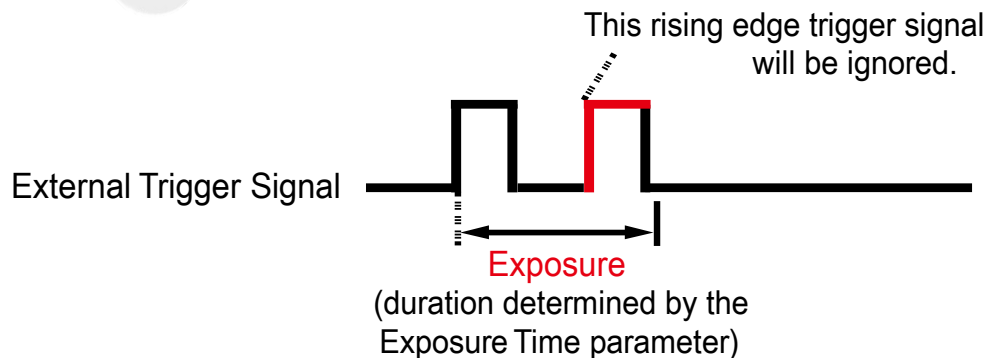 This rising edge trigger signal
will be ignored.
External Trigger Signal
Exposure
(duration determined by the
Exposure Time parameter)